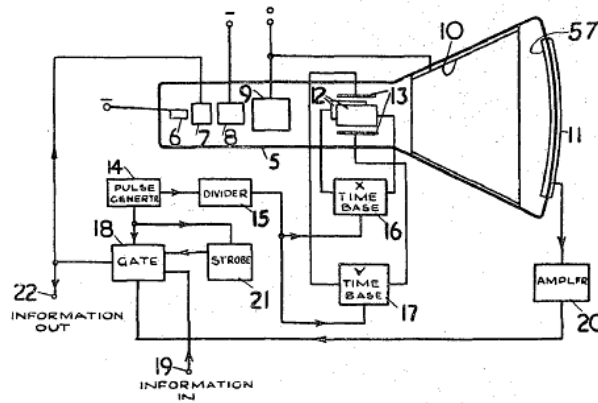 10
57
9
12
13
6
7
8
5
11
14
PULSE
GENERTR
DIVIDER
15
X
TIME
BASE
16
18
GATE
STROBE
21
Y
TIME
BASE
17
AMPLFR
20
22
INFORMATION
OUT
19
INFORMATION
IN